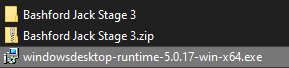 Bashford Jack Stage 3
Bashford Jack Stage 3.zip
windowsdesktop-runtime-5.0.17-win-x64.exe